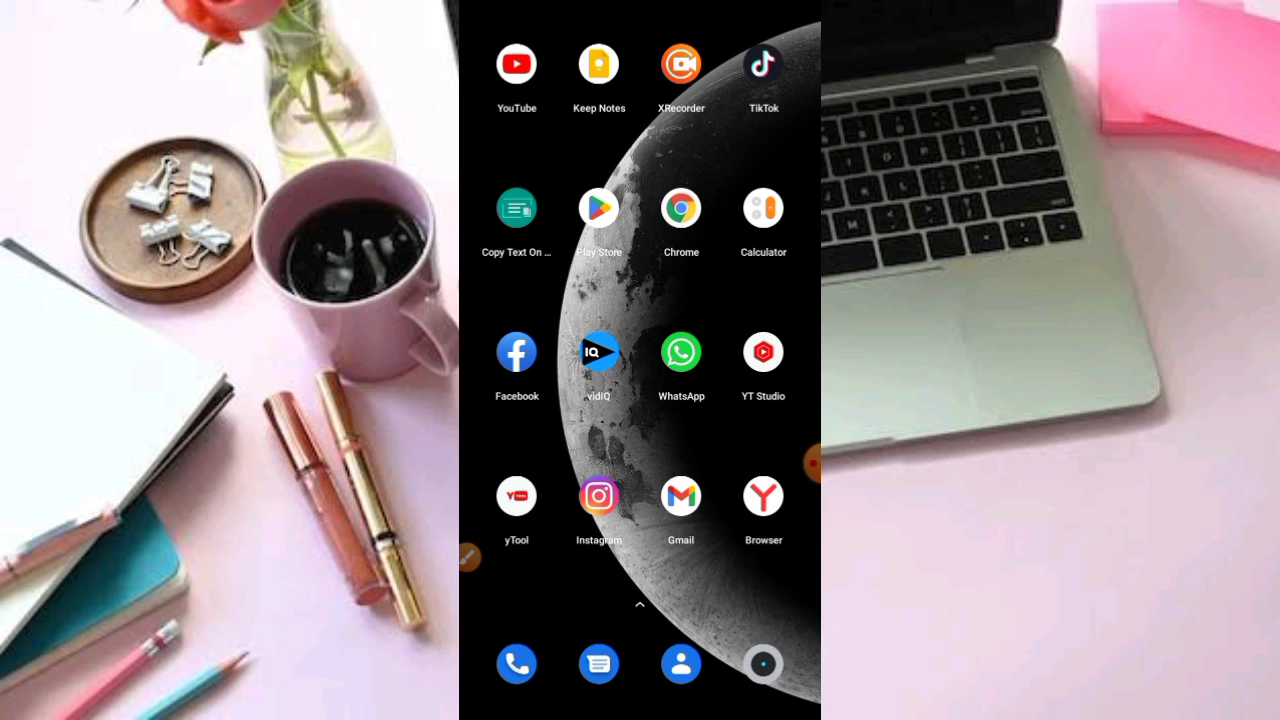 YouTube
Keep Notes
XRecorder
TikTok
Copy Text On ...
Play Store
Chrome
Calculator
IQ
Facebook
vidIQ
WhatsApp
YT Studio
yTool
Instagram
Gmail
Browser